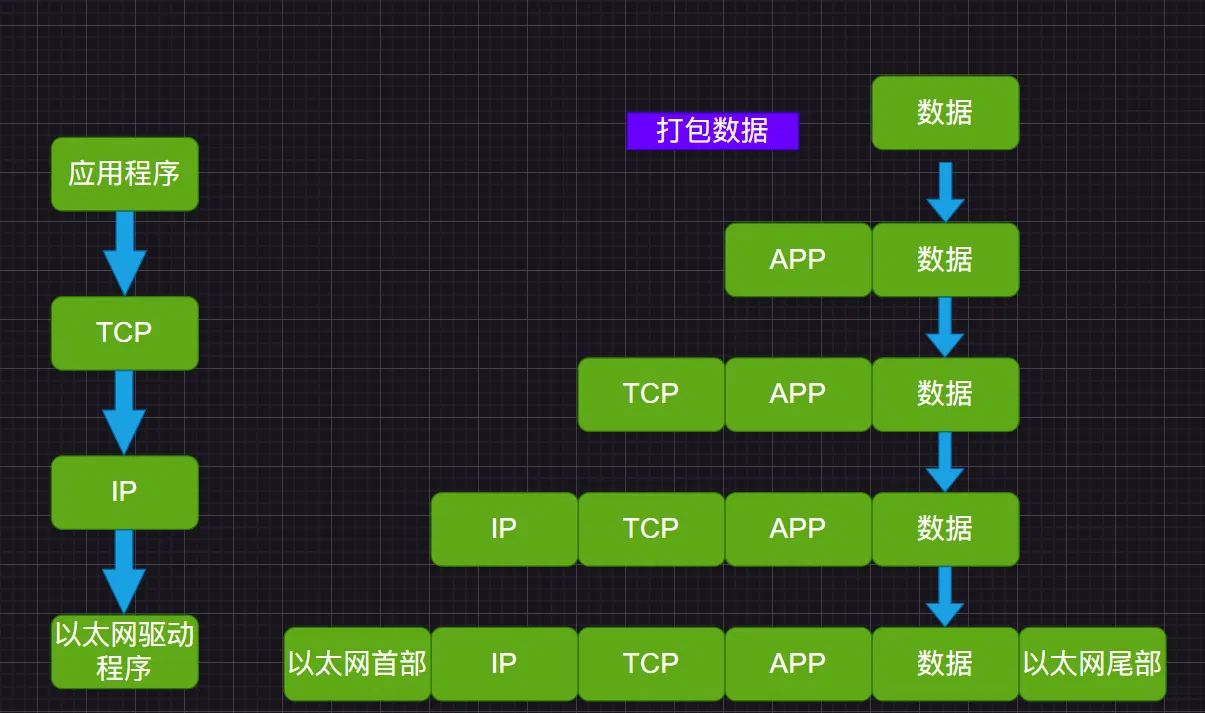 数据
打包数据
应用程序
APP 数据
TCP
TCP APP 数据
IP
IP TCP APP 数据
以太网驱动
程序
以太网首部 IP TCP APP 数据 以太网尾部